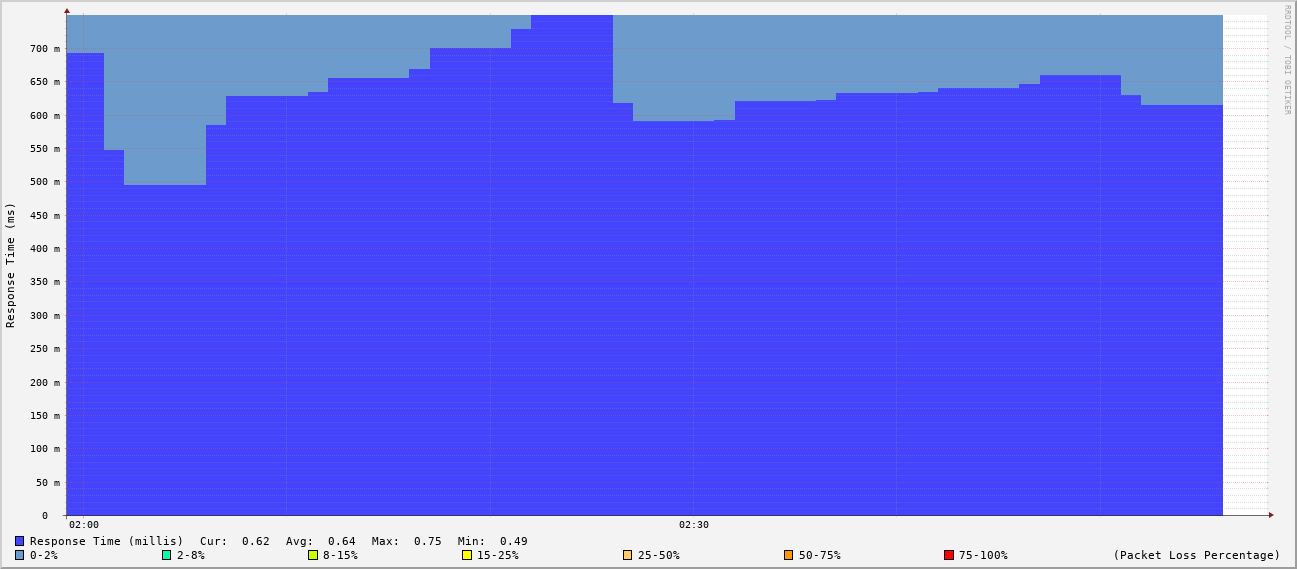 RRDTOOL / TOBI OETIKER
Response Time (ms)
700 m
650 m
600 m
550 m
500 m
450 m
400 m
350 m
300 m
250 m
200 m
150 m
100 m
50 m
0
02:00 02:30
Response Time (millis) Cur: 0.62 Avg: 0.64 Max: 0.75 Min: 0.49
0-2% 2-8% 8-15% 15-25% 25-50% 50-75% 75-100% (Packet Loss Percentage)